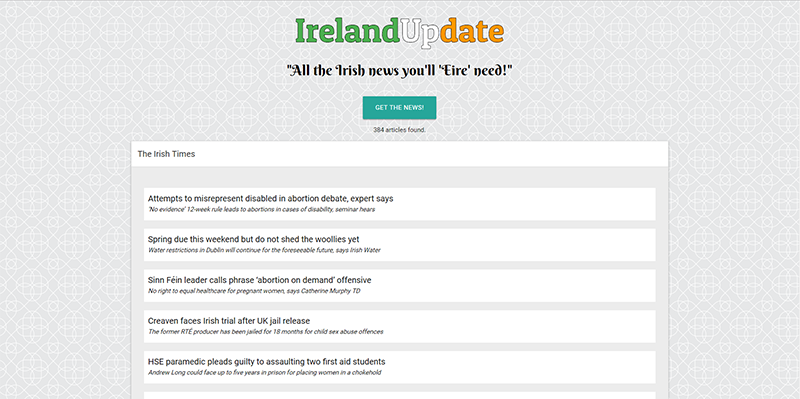 IrelandUpdate
"All the Irish news you'll 'Eire' need!"
GET THE NEWS!
384 articles found.
The Irish Times
Attempts to misrepresent disabled in abortion debate, expert says
'No evidence' 12-week rule leads to abortions in cases of disability, seminar hears
Spring due this weekend but do not shed the woollies yet
Water restrictions in Dublin will continue for the foreseeable future, says Irish Water
Sinn Féin leader calls phrase 'abortion on demand' offensive
No right to equal healthcare for pregnant women, says Catherine Murphy TD
Creaven faces Irish trial after UK jail release
The former RTÉ producer has been jailed for 18 months for child sex abuse offences
HSE paramedic pleads guilty to assaulting two first aid students
Andrew Long could face up to five years in prison for placing women in a chokehold